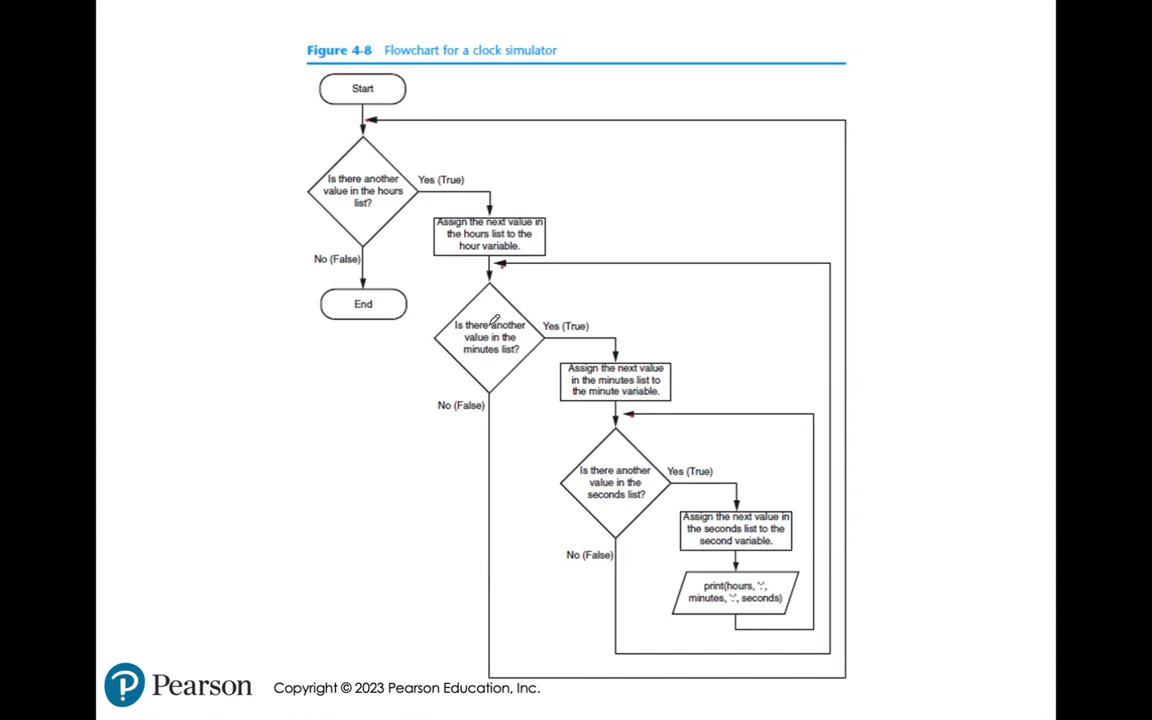 Figure 4-8 Flowchart for a clock simulator
Start
Is there another
value in the hours
list?
Yes (True)
Assign the next value in
the hours list to the
hour variable.
No (False)
End
Is there another
value in the
minutes list?
Yes (True)
Assign the next value
in the minutes list to
the minute variable.
No (False)
Is there another
value in the
seconds list?
Yes (True)
Assign the next value in
the seconds list to the
second variable.
No (False)
print(hours, ':',
minutes, ':', seconds)
Pearson
Copyright © 2023 Pearson Education, Inc.